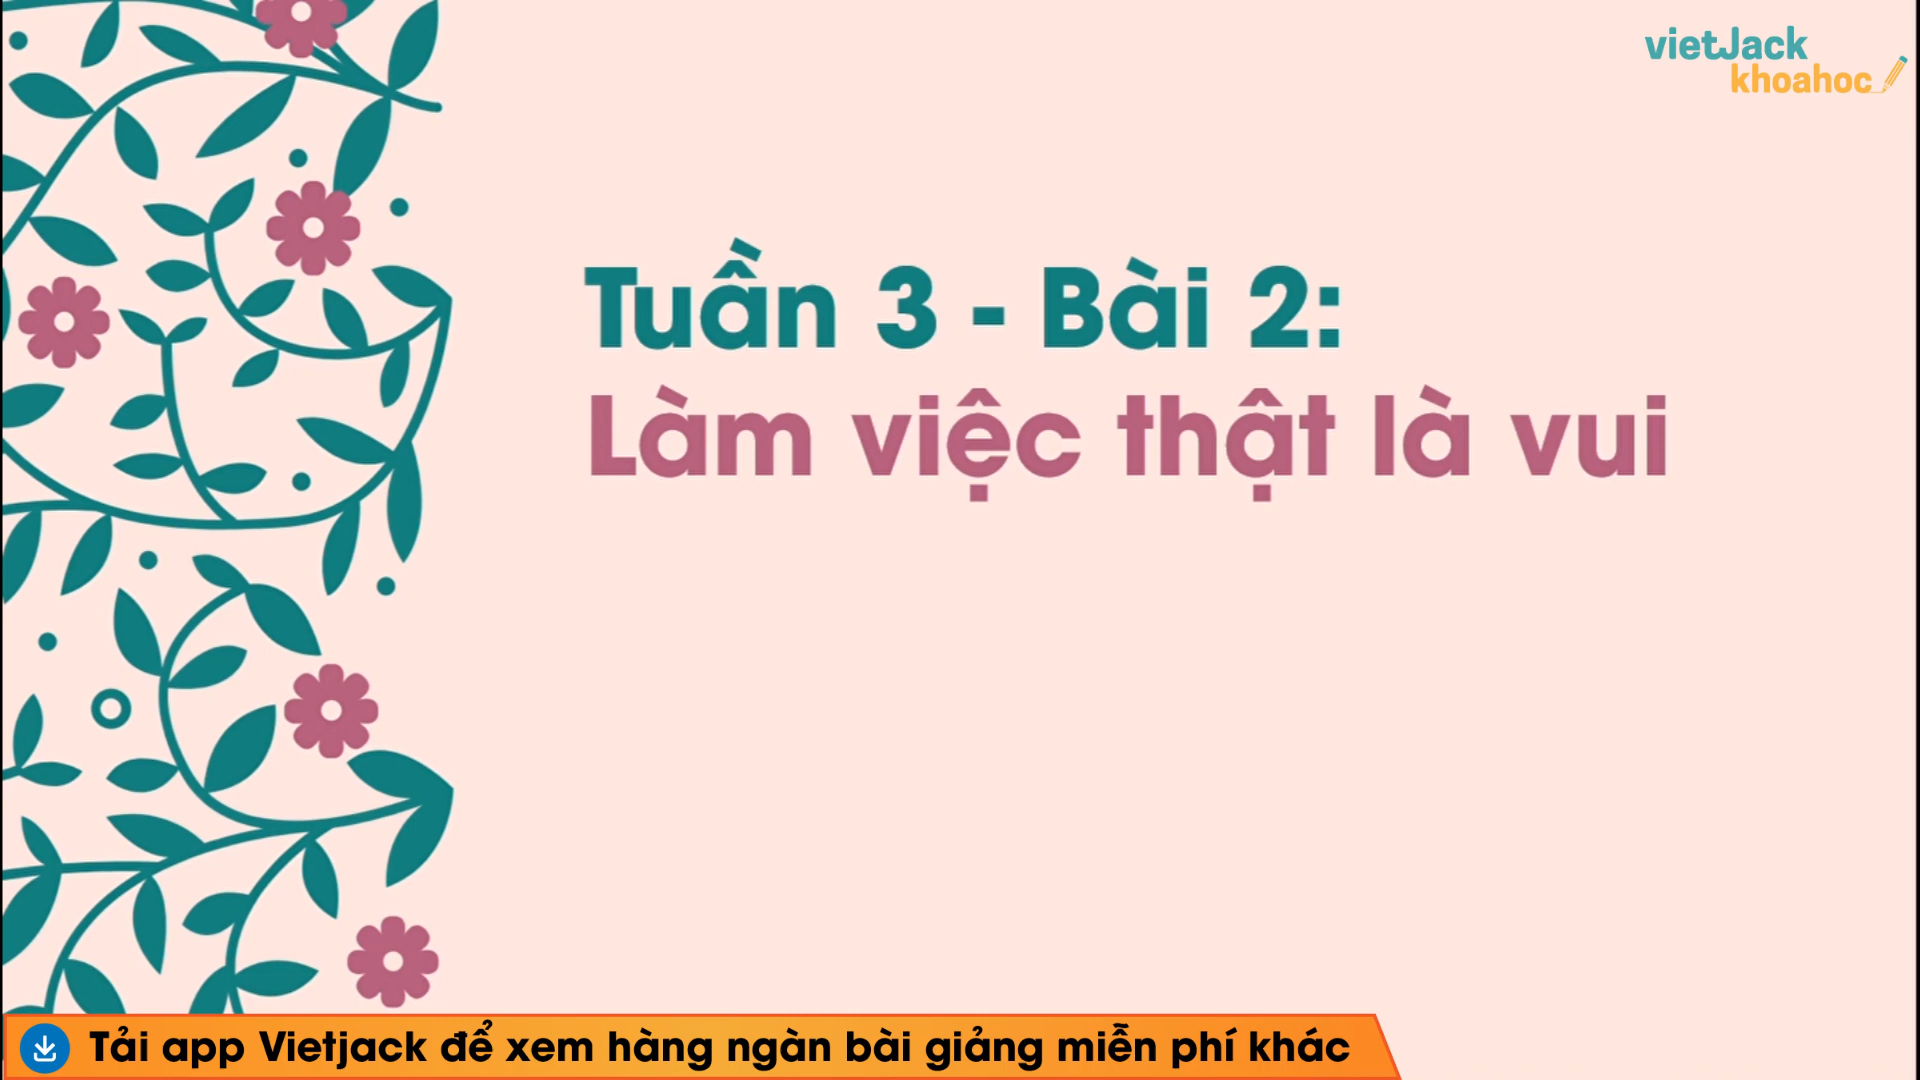 vietJack
khoahoc
Tuần 3 - Bài 2:
Làm việc thật là vui
Tải app Vietjack để xem hàng ngàn bài giảng miễn phí khác